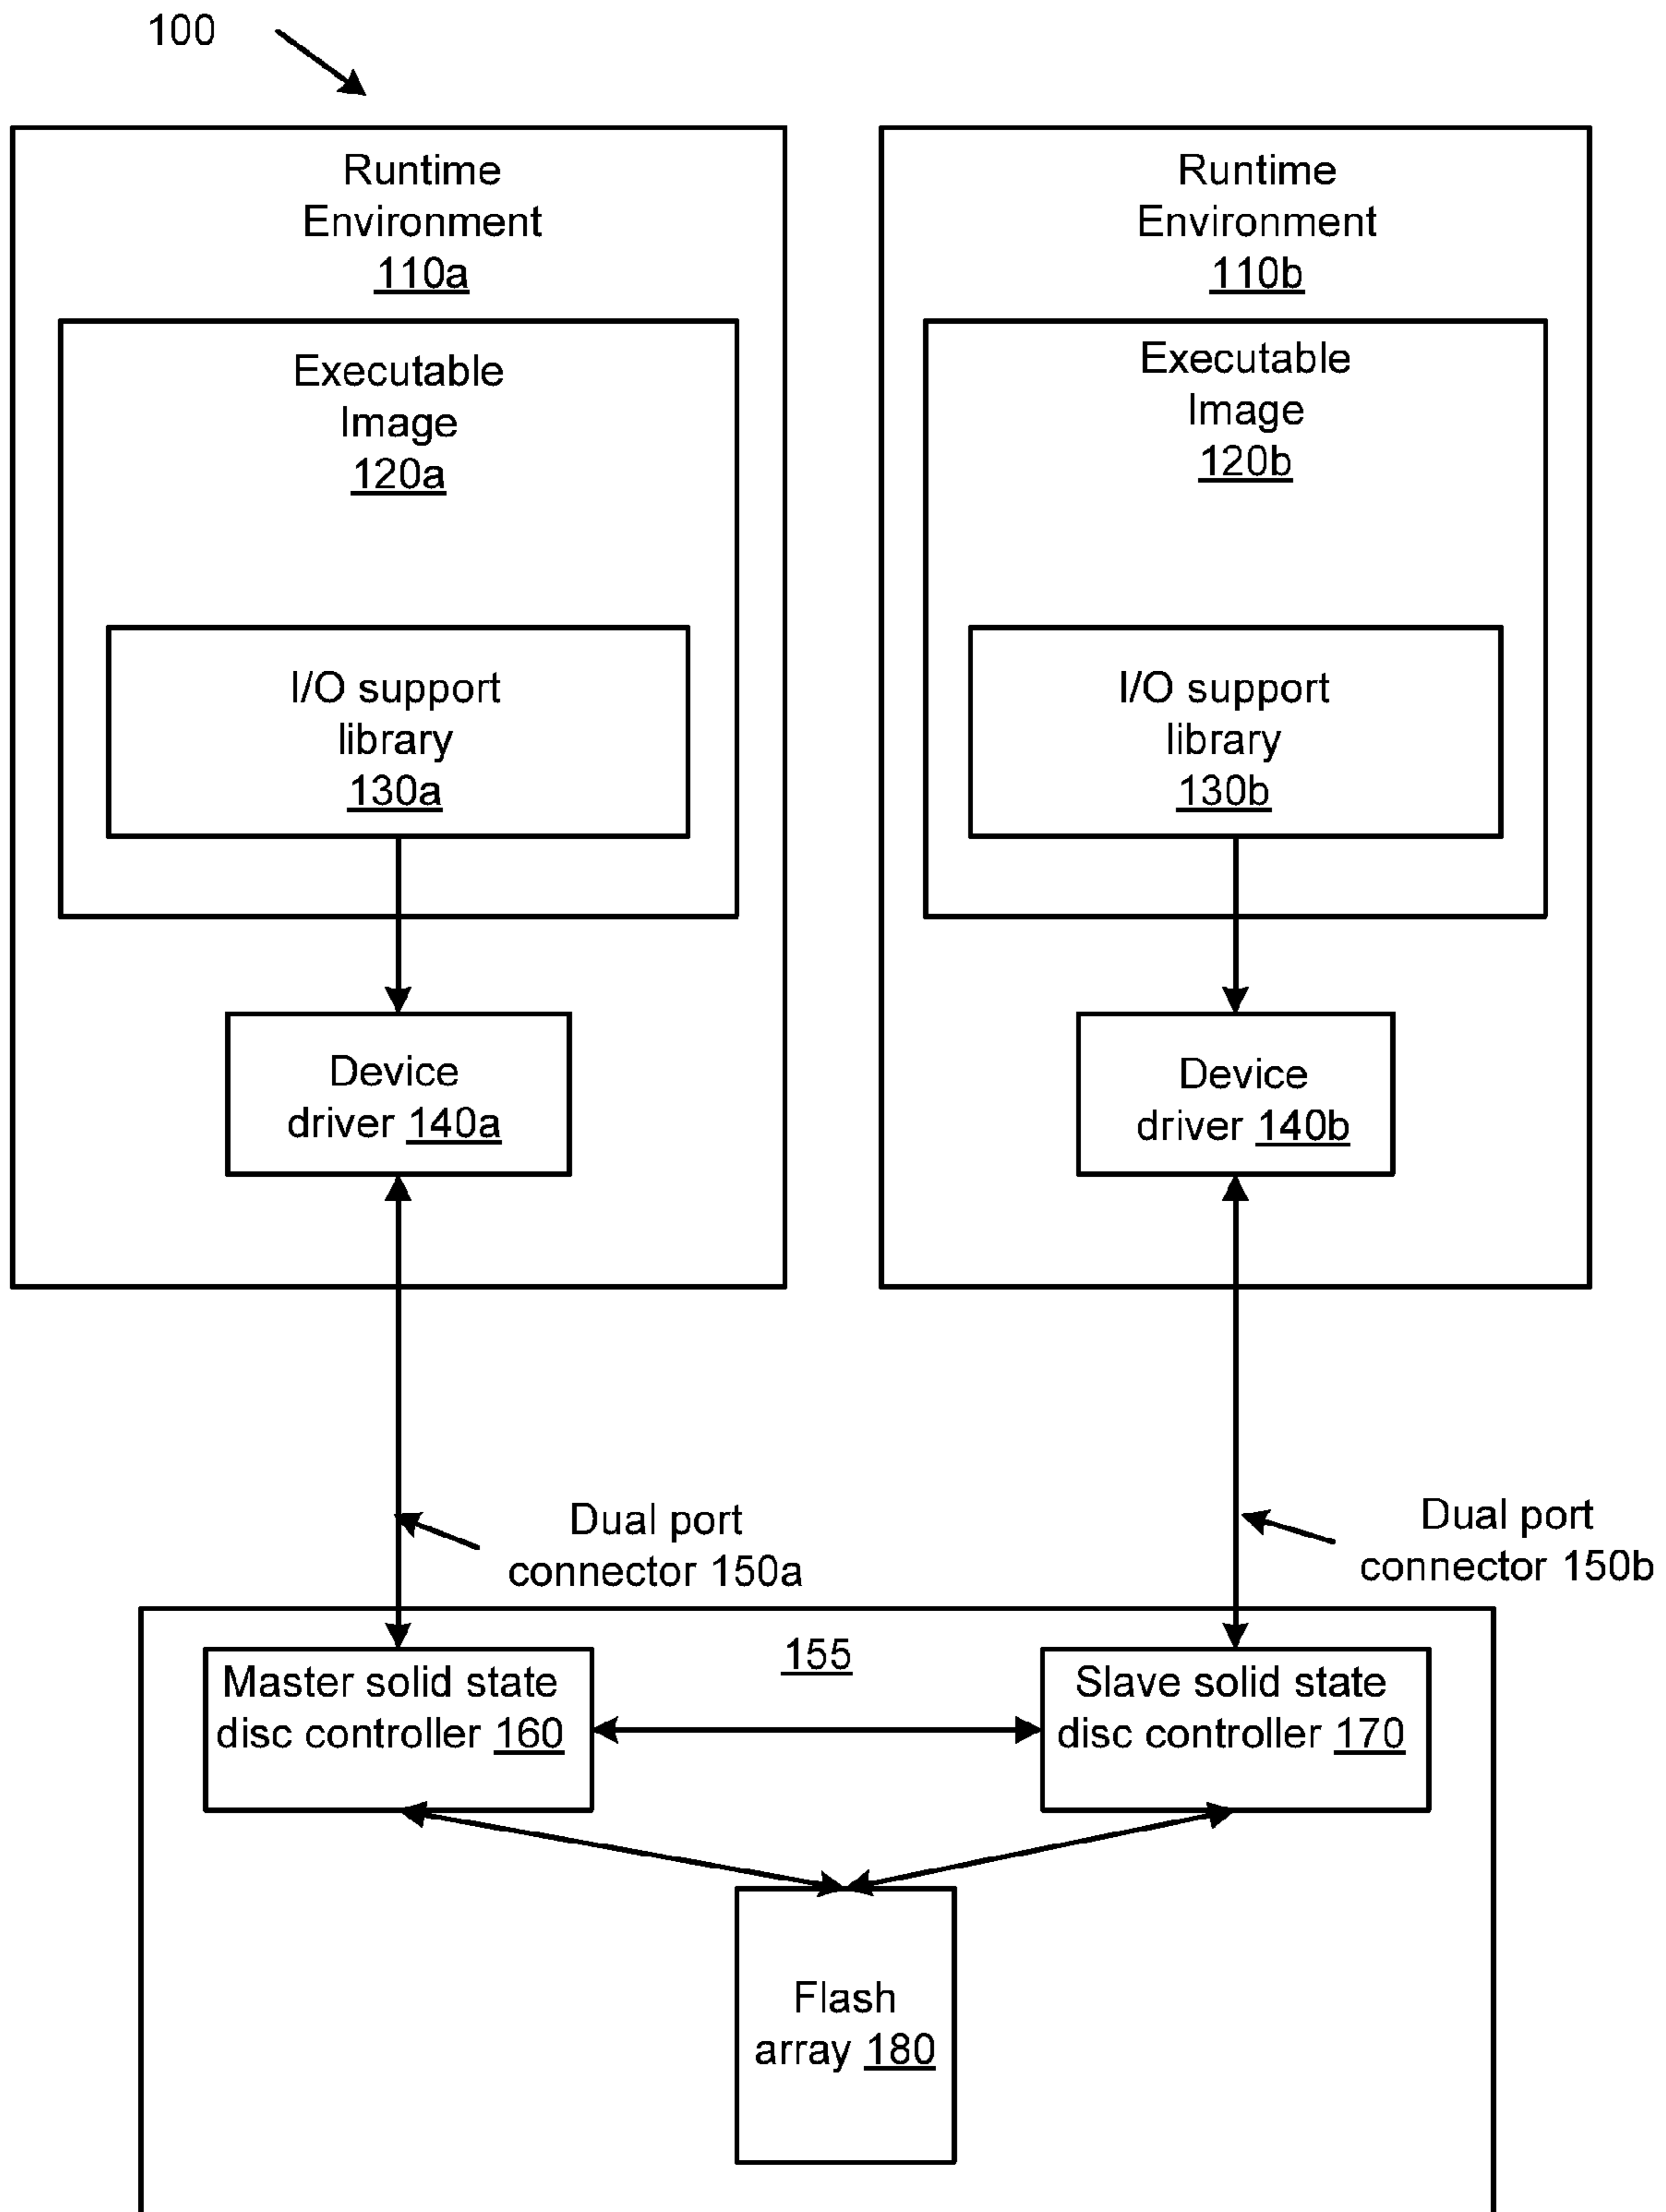 100
Runtime
Environment
110a
Executable
Image
120a
I/O support
library
130a
Device
driver 140a
Runtime
Environment
110b
Executable
Image
120b
I/O support
library
130b
Device
driver 140b
Dual port
connector 150a
Dual port
connector 150b
155
Master solid state
disc controller 160
Slave solid state
disc controller 170
Flash
array 180